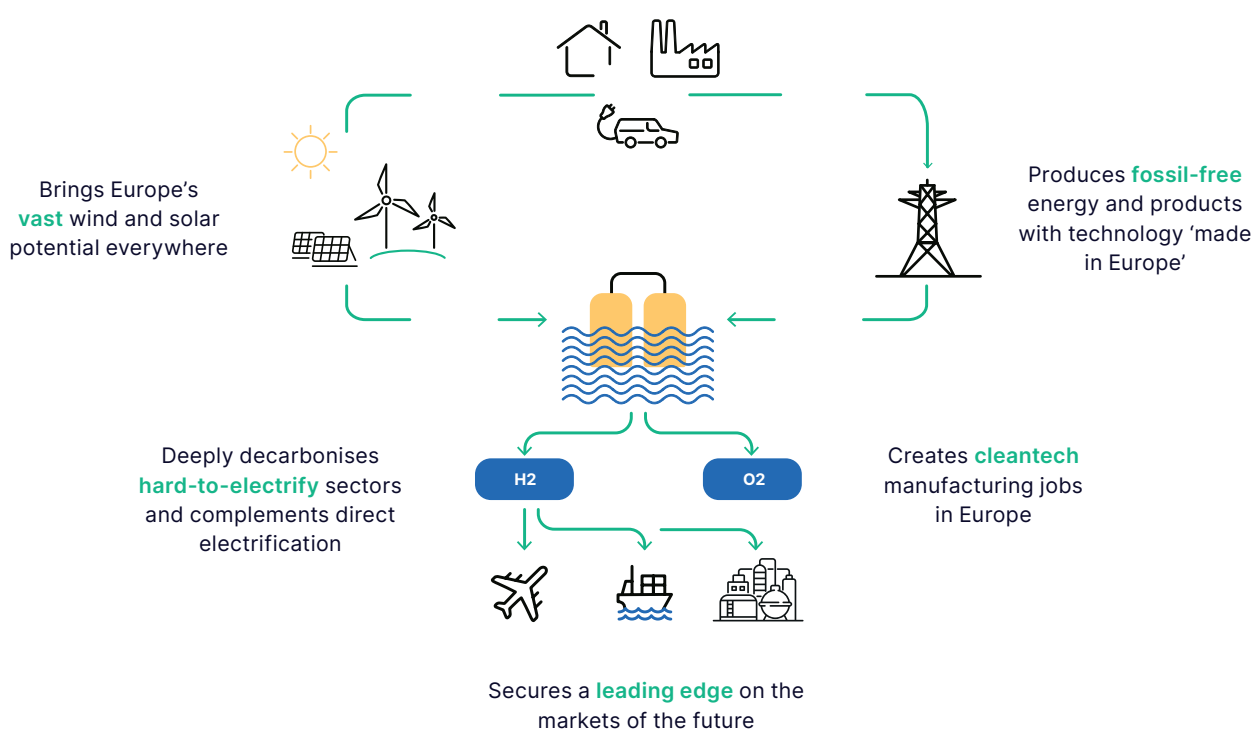 Brings Europe’s
vast wind and solar
potential everywhere
Produces fossil-free
energy and products
with technology ‘made
in Europe’
Deeply decarbonises
hard-to-electrify sectors
and complements direct
electrification
H2
O2
Creates cleantech
manufacturing jobs
in Europe
Secures a leading edge on the
markets of the future